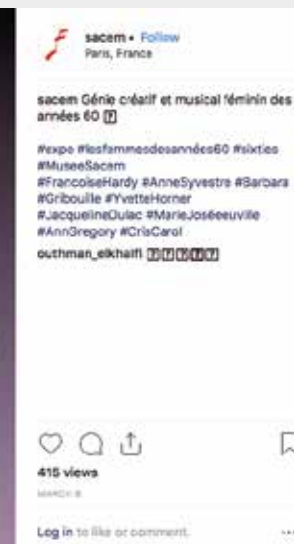 sacem • Follow
Paris, France
sacem Génie créatif et musical féminin des
années 60
#expo #lesfemmesdesannées60 #sixties
#MuseeSacem
#FrancoiseHardy #AnneSyvestre #Barbara
#Gribouille #YvetteHorner
#JacquelineDulac #MarieJoséeeuville
#AnnGregory #CrisCarol
outhman_elkhalfi
415 views
MARCH 8
Log in to like or comment.